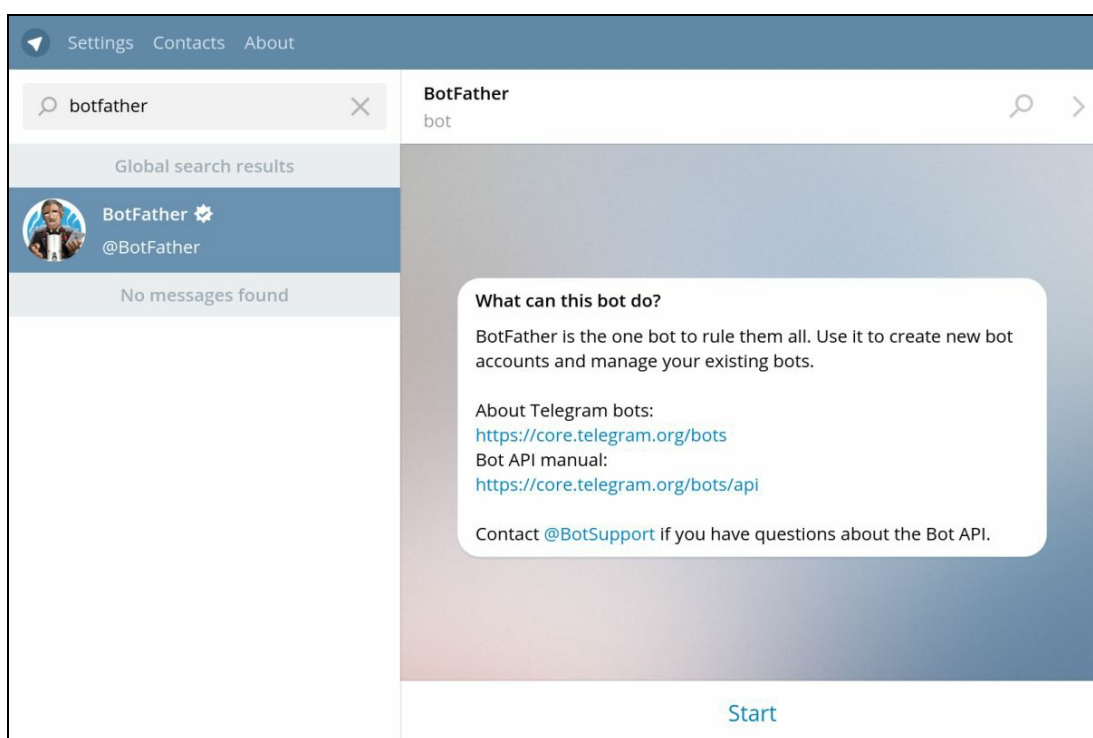 Settings Contacts About
botfather
Global search results
BotFather
@BotFather
No messages found
BotFather
bot
What can this bot do?
BotFather is the one bot to rule them all. Use it to create new bot
accounts and manage your existing bots.
About Telegram bots:
https://core.telegram.org/bots
Bot API manual:
https://core.telegram.org/bots/api
Contact @BotSupport if you have questions about the Bot API.
Start